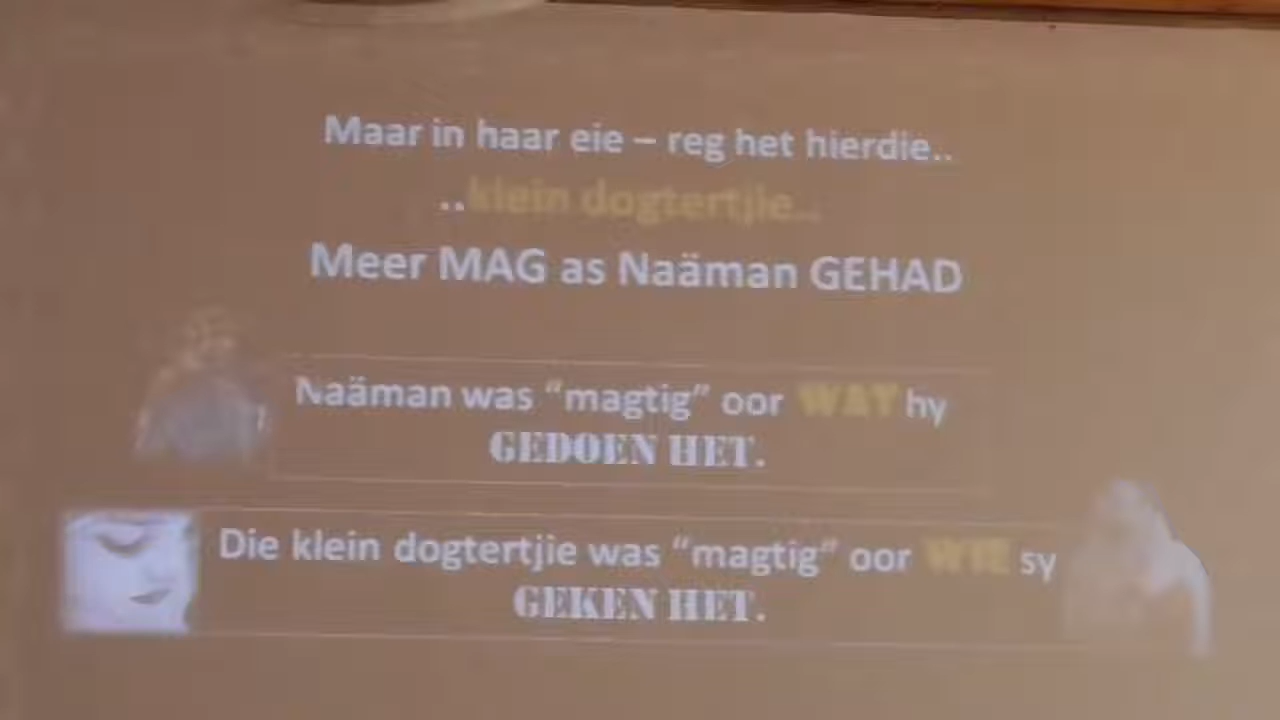 Maar in haar eie – reg het hierdie..
..klein dogtertjie..
Meer MAG as Naäman GEHAD
Naäman was “magtig” oor WAT hy
GEDOEN HET.
Die klein dogtertjie was “magtig” oor WIE sy
GEKEN HET.